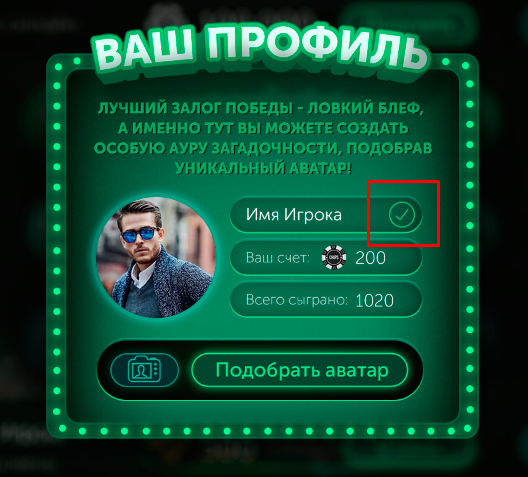 ВАШ ПРОФИЛЬ
ЛУЧШИЙ ЗАЛОГ ПОБЕДЫ - ЛОВКИЙ БЛЕФ,
А ИМЕННО ТУТ ВЫ МОЖЕТЕ СОЗДАТЬ
ОСОБУЮ АУРУ ЗАГАДОЧНОСТИ, ПОДОБРАВ
УНИКАЛЬНЫЙ АВАТАР!
Имя Игрока
Ваш счет: 200
Всего сыграно: 1020
Подобрать аватар